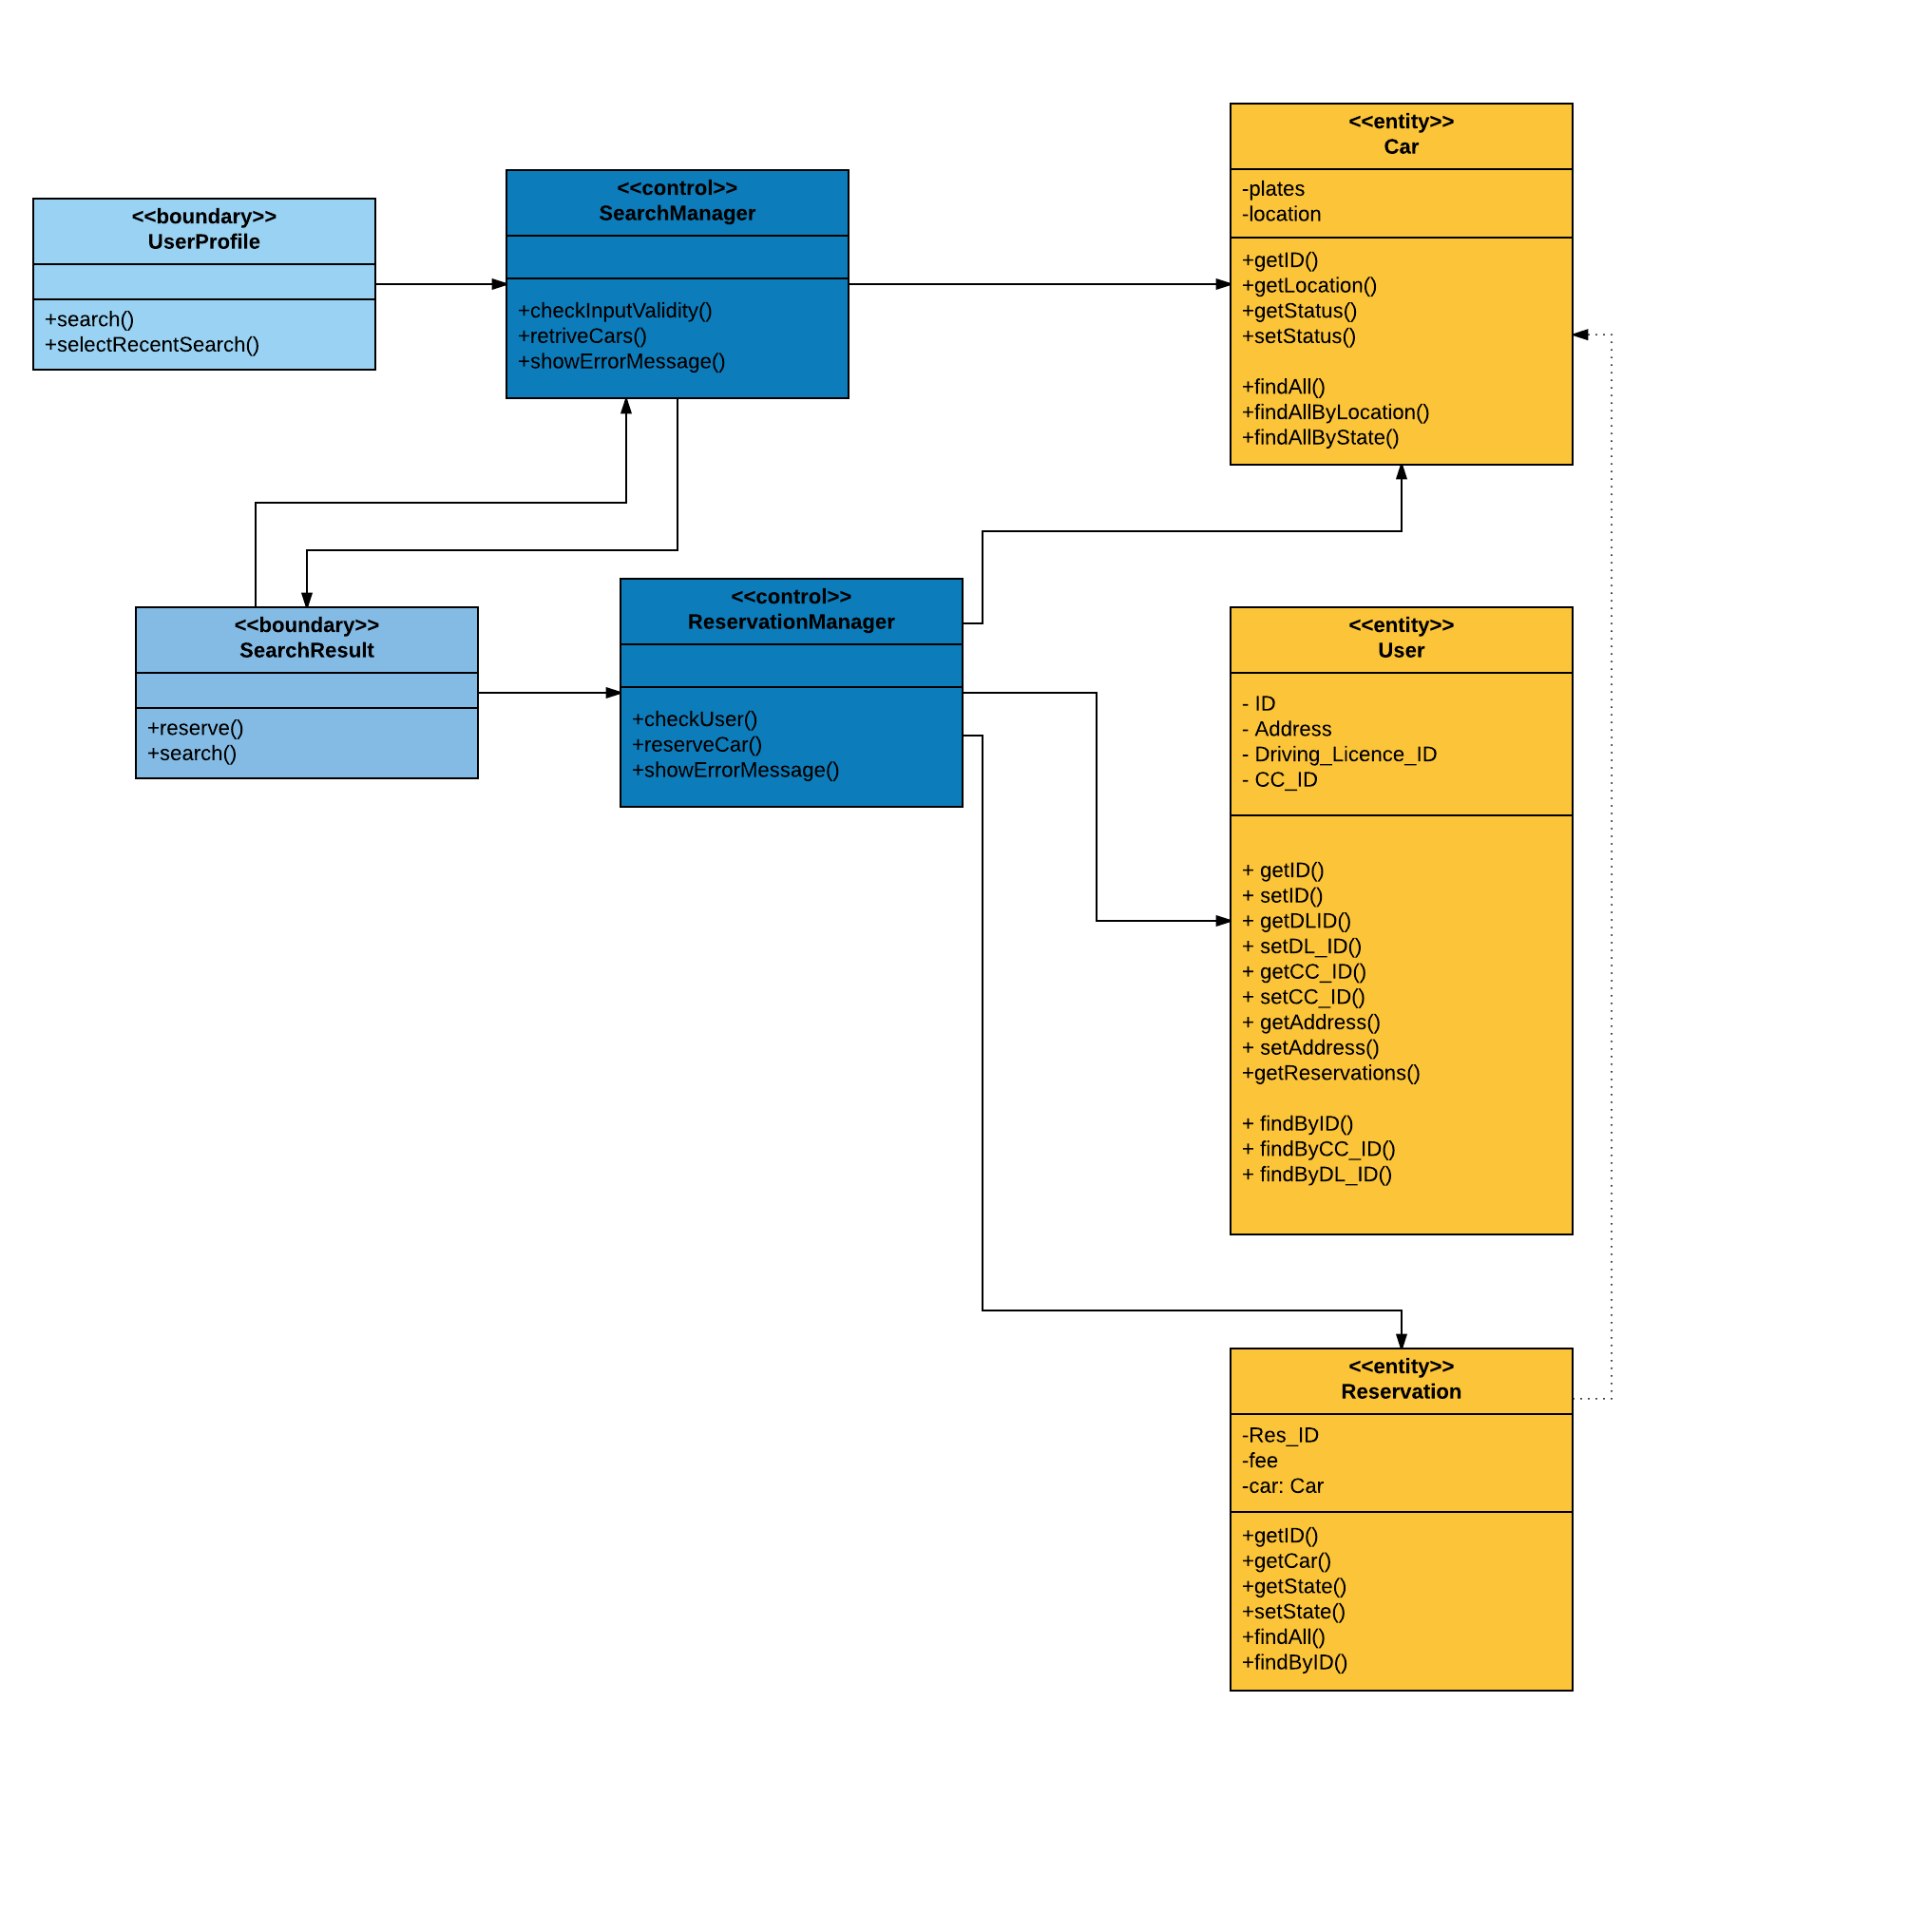 <<boundary>>
UserProfile
+search()
+selectRecentSearch()
<<control>>
SearchManager
+checkInputValidity()
+retriveCars()
+showErrorMessage()
<<entity>>
Car
-plates
-location
+getID()
+getLocation()
+getStatus()
+setStatus()
+findAll()
+findAllByLocation()
+findAllByState()
<<boundary>>
SearchResult
+reserve()
+search()
<<control>>
ReservationManager
+checkUser()
+reserveCar()
+showErrorMessage()
<<entity>>
User
- ID
- Address
- Driving_Licence_ID
- CC_ID
+ getID()
+ setID()
+ getDLID()
+ setDL_ID()
+ getCC_ID()
+ setCC_ID()
+ getAddress()
+ setAddress()
+getReservations()
+ findByID()
+ findByCC_ID()
+ findByDL_ID()
<<entity>>
Reservation
-Res_ID
-fee
-car: Car
+getID()
+getCar()
+getState()
+setState()
+findAll()
+findByID()